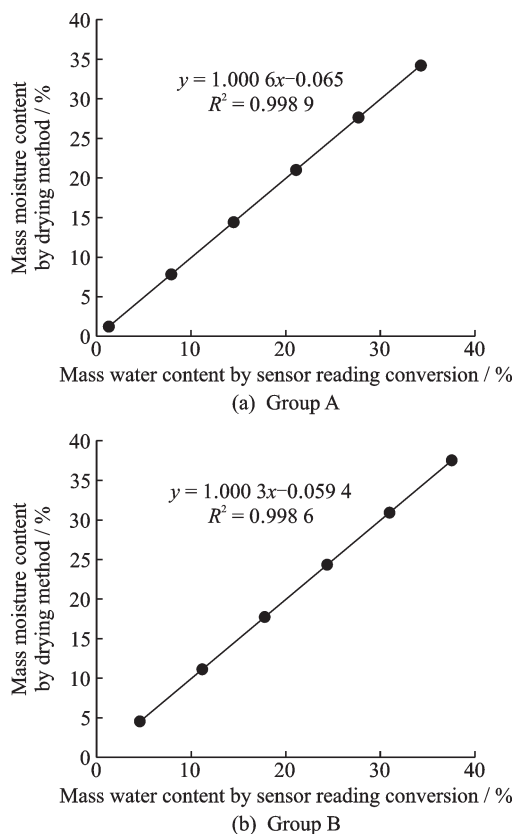 40
35
30
25
20
15
10
5
0
Mass moisture content
by drying method / %
y = 1.000 6x−0.065
R² = 0.998 9
0 10 20 30 40
Mass water content by sensor reading conversion / %
(a) Group A
40
35
30
25
20
15
10
5
0
Mass moisture content
by drying method / %
y = 1.000 3x−0.059 4
R² = 0.998 6
0 10 20 30 40
Mass water content by sensor reading conversion / %
(b) Group B